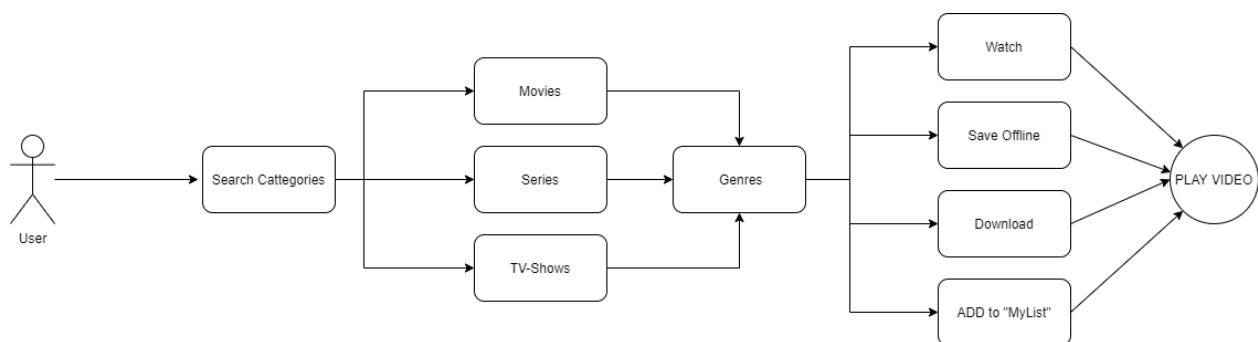 User
Search Cattegories
Movies
Series
TV-Shows
Genres
Watch
Save Offline
Download
ADD to "MyList"
PLAY VIDEO